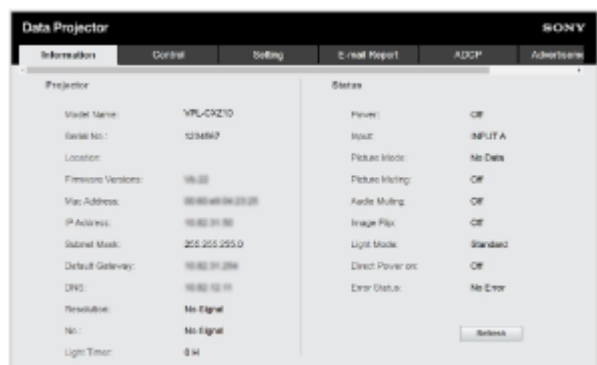 Data Projector
SONY
Information Control Setting E-mail Report ADCP
Projector
Model Name:
Serial No.: 1234567
Location:
Firmware Versions:
Mac Address:
IP Address:
Subnet Mask: 255.255.255.0
Default Gateway:
DNS:
Resolution: No Signal
No.: No Signal
Light Timer: 0 H
Status
Power: Off
Input: INPUT A
Picture Mode: No Data
Picture Muting: Off
Audio Muting: Off
Image Flip: Off
Light Mode: Standard
Direct Power on: Off
Error Status: No Error
Refresh